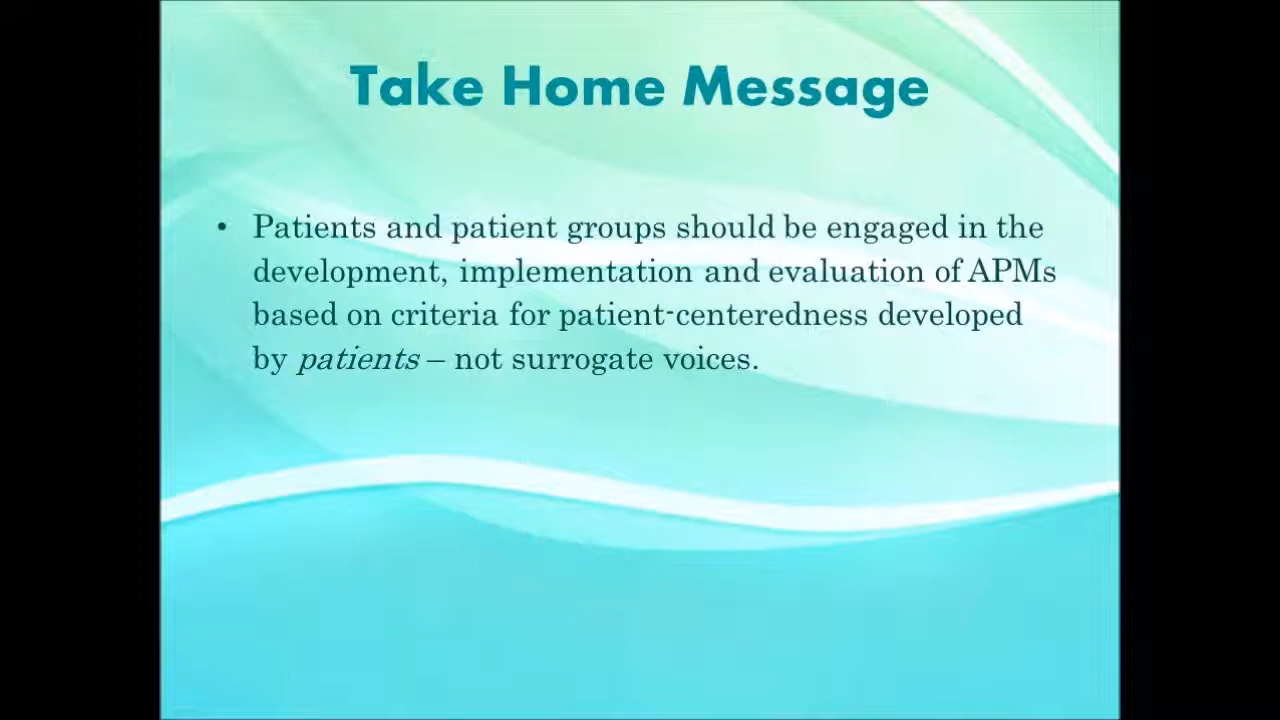 Take Home Message
• Patients and patient groups should be engaged in the
development, implementation and evaluation of APMs
based on criteria for patient-centeredness developed
by patients – not surrogate voices.